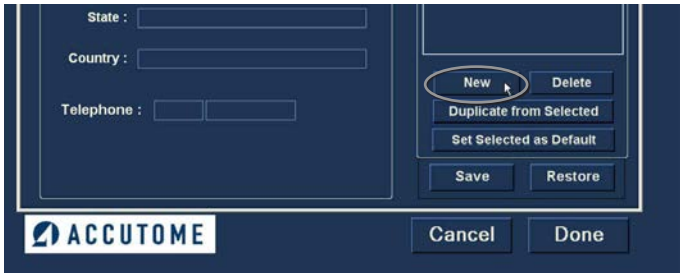 State :
Country :
Telephone :
New Delete
Duplicate from Selected
Set Selected as Default
Save Restore
ACCUTOME
Cancel Done